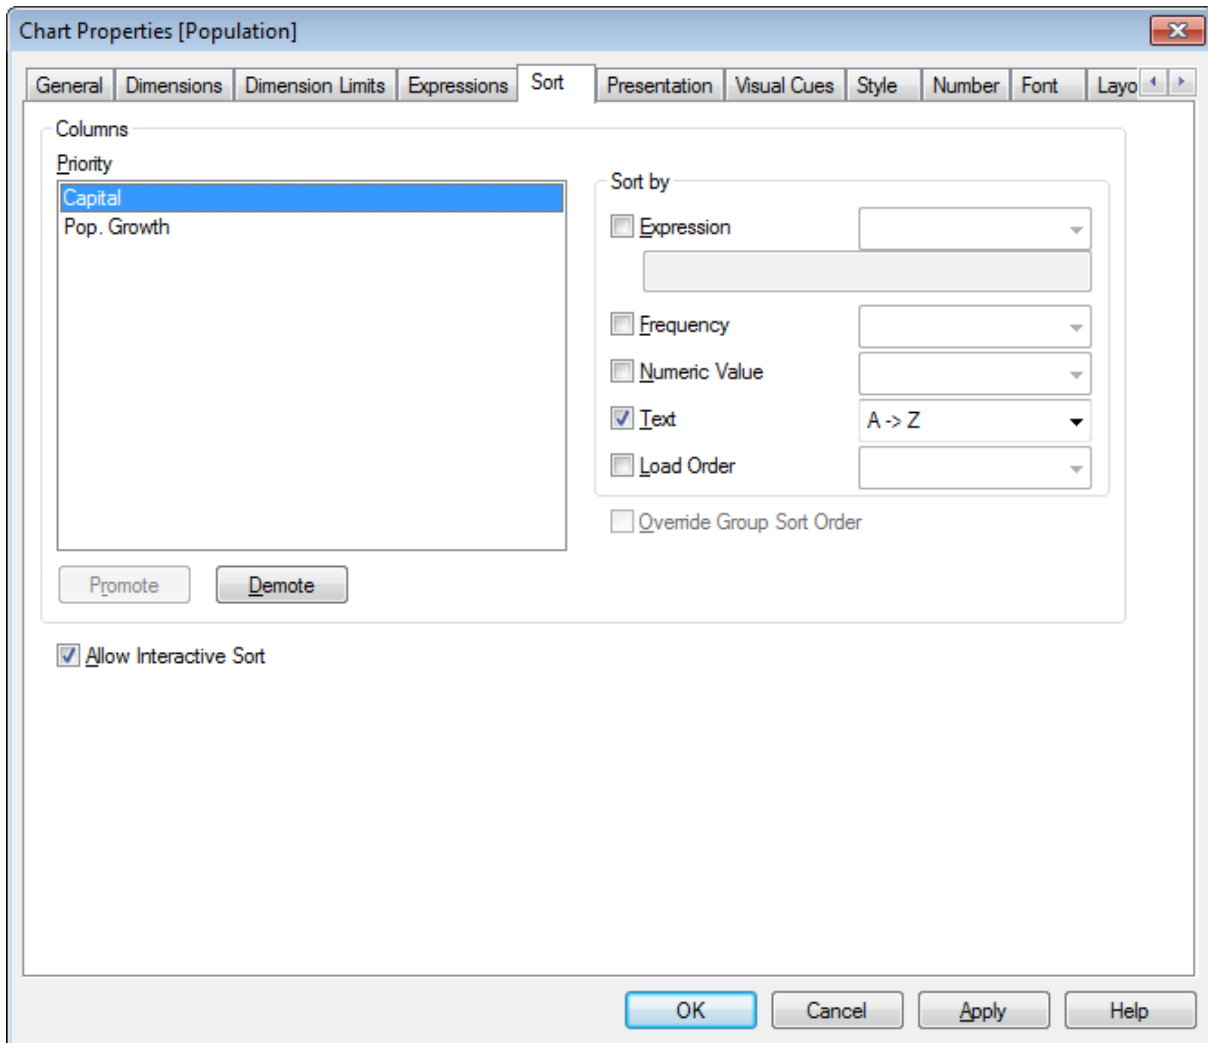 Chart Properties [Population]
General Dimensions Dimension Limits Expressions Sort Presentation Visual Cues Style Number Font Layo
Columns
Priority
Capital
Pop. Growth
Sort by
Expression
Frequency
Numeric Value
Text A -> Z
Load Order
Override Group Sort Order
Promote Demote
Allow Interactive Sort
OK Cancel Apply Help